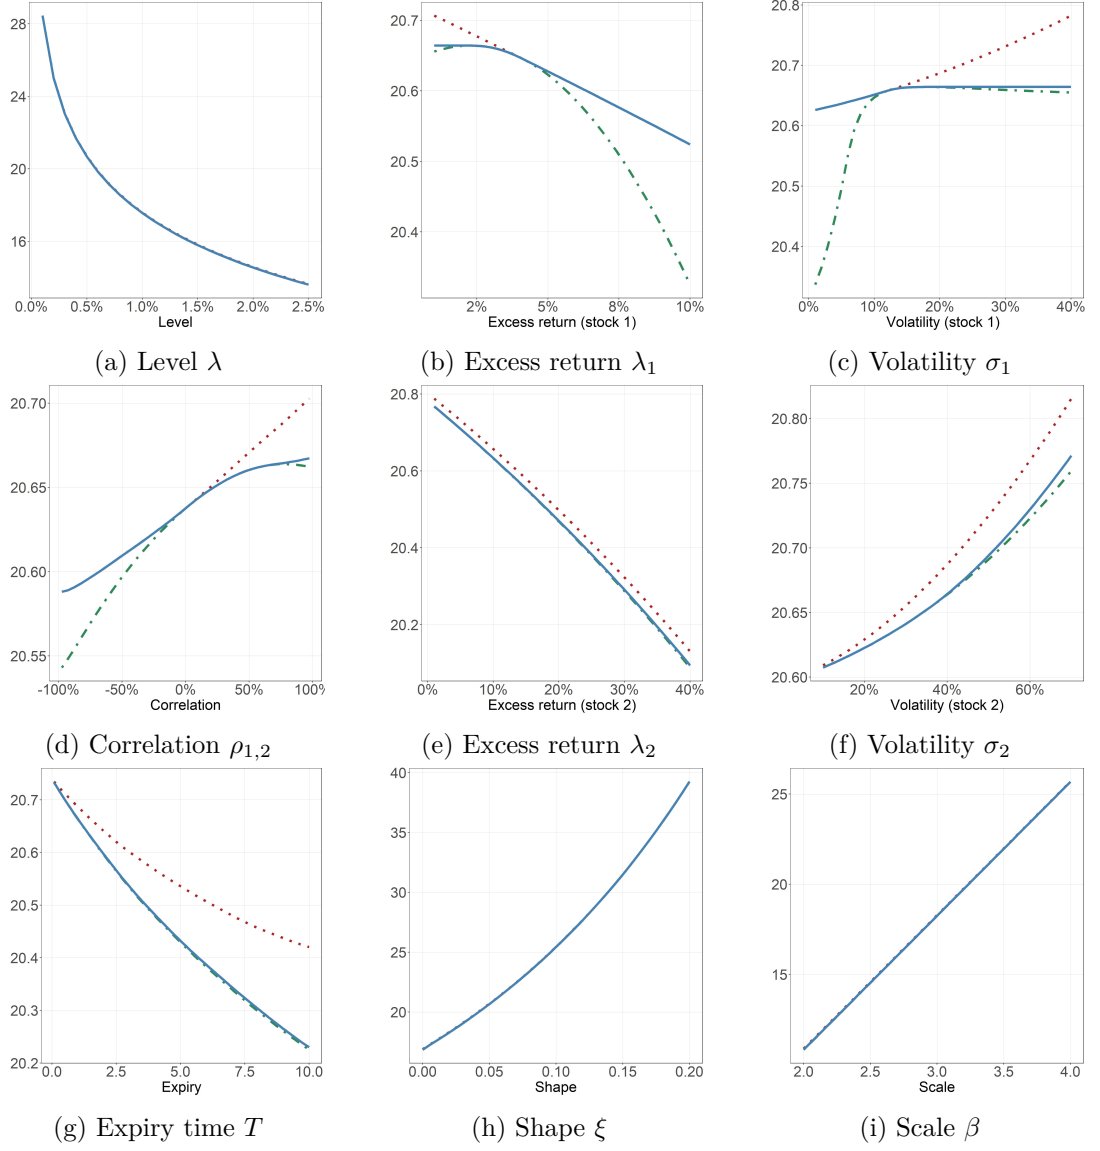 28
24
20
16
0.0% 0.5% 1.0% 1.5% 2.0% 2.5%
Level
(a) Level λ
20.7
20.6
20.5
20.4
2% 5% 8% 10%
Excess return (stock 1)
(b) Excess return λ₁
20.8
20.7
20.6
20.5
20.4
0% 10% 20% 30% 40%
Volatility (stock 1)
(c) Volatility σ₁
20.70
20.65
20.60
20.55
-100% -50% 0% 50% 100%
Correlation
(d) Correlation ρ₁,₂
20.8
20.6
20.4
20.2
0% 10% 20% 30% 40%
Excess return (stock 2)
(e) Excess return λ₂
20.80
20.75
20.70
20.65
20.60
20% 40% 60%
Volatility (stock 2)
(f) Volatility σ₂
20.7
20.6
20.5
20.4
20.3
20.2
0.0 2.5 5.0 7.5 10.0
Expiry
(g) Expiry time T
40
35
30
25
20
0.00 0.05 0.10 0.15 0.20
Shape
(h) Shape ξ
25
20
15
2.0 2.5 3.0 3.5 4.0
Scale
(i) Scale β